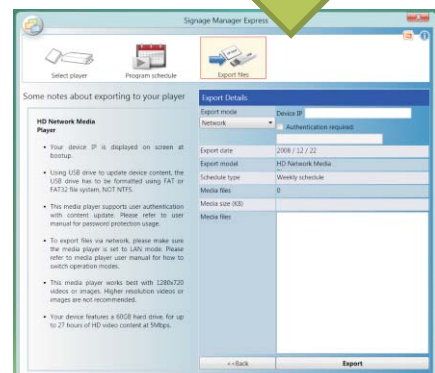 Signage Manager Express
Select player
Program schedule
Export files
Some notes about exporting to your player
HD Network Media
Player
• Your device IP is displayed on screen at
bootup.
• Using USB drive to update device content, the
USB drive has to be formatted using FAT or
FAT32 file system, NOT NTFS.
• This media player supports user authentication
with content update. Please refer to user
manual for password protection usage.
• To export files via network, please make sure
the media player is set to LAN mode. Please
refer to media player user manual for how to
switch operation modes.
• This media player works best with 1280x720
videos or images. Higher resolution videos or
images are not recommended.
• Your device features a 60GB hard drive, for up
to 27 hours of HD video content at 5Mbps.
Export Details
Export mode
Network
Device IP
Authentication required
Export date
2008 / 12 / 22
Export model
HD Network Media
Schedule type
Weekly schedule
Media files
0
Media size (KB)
Media files
<<Back
Export